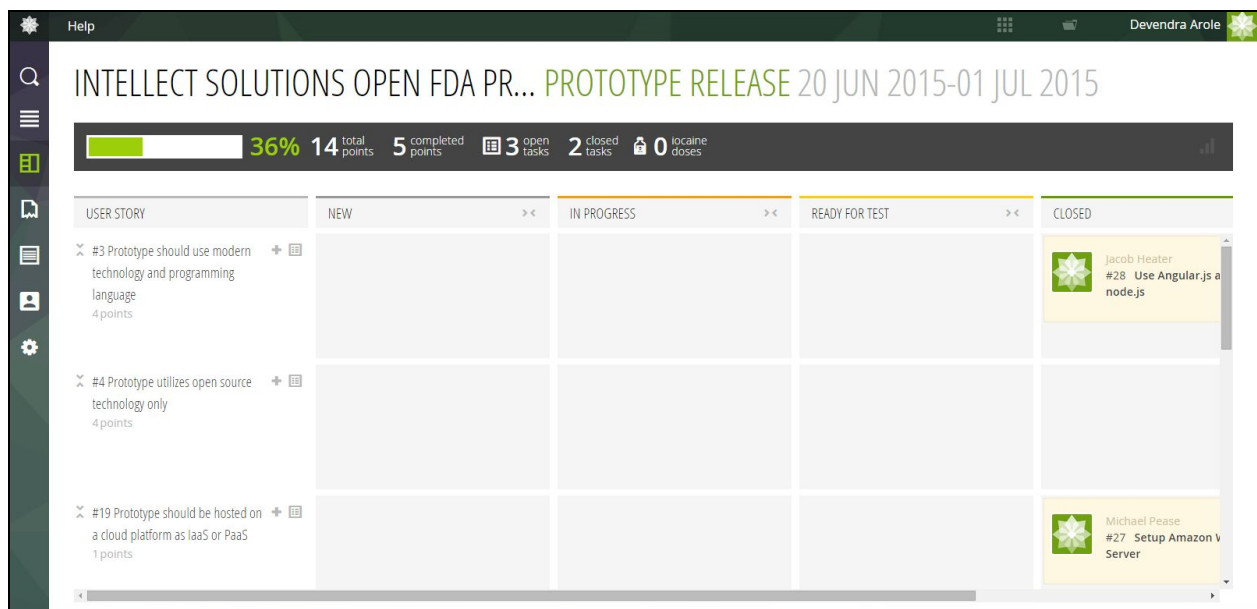 Help
Devendra Arole
INTELLECT SOLUTIONS OPEN FDA PR... PROTOTYPE RELEASE 20 JUN 2015-01 JUL 2015
36% 14 total points 5 completed points 3 open tasks 2 closed tasks 0 iocaine doses
USER STORY NEW IN PROGRESS READY FOR TEST CLOSED
#3 Prototype should use modern
technology and programming
language
4 points
Jacob Heater
#28 Use Angular.js a
node.js
#4 Prototype utilizes open source
technology only
4 points
#19 Prototype should be hosted on
a cloud platform as IaaS or PaaS
1 points
Michael Pease
#27 Setup Amazon
Server